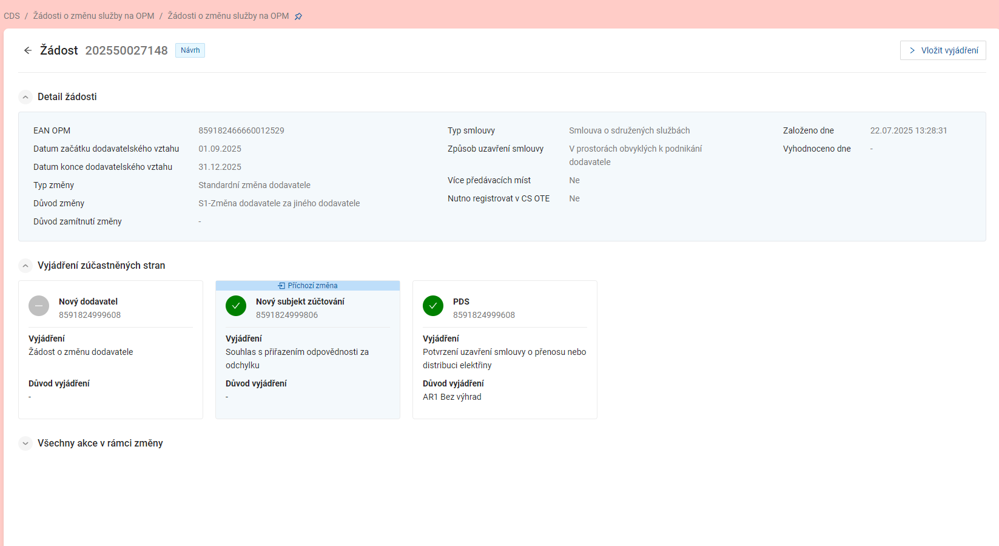 CDS / Žádosti o změnu služby na OPM / Žádosti o změnu služby na OPM
Žádost 202550027148 Návrh
Vložit vyjádření
Detail žádosti
EAN OPM 859182466660012529
Datum začátku dodavatelského vztahu 01.09.2025
Datum konce dodavatelského vztahu 31.12.2025
Typ změny Standardní změna dodavatele
Důvod změny S1-Změna dodavatele za jiného dodavatele
Důvod zamítnutí změny -
Typ smlouvy Smlouva o sdružených službách
Způsob uzavření smlouvy V prostorách obvyklých k podnikání
dodavatele
Více předávacích míst Ne
Nutno registrovat v CS OTE Ne
Založeno dne 22.07.2025 13:28:31
Vyhodnoceno dne -
Vyjádření zúčastněných stran
Nový dodavatel
8591824999608
Vyjádření
Žádost o změnu dodavatele
Důvod vyjádření
-
Příchozí změna
Nový subjekt zúčtování
8591824999806
Vyjádření
Souhlas s přiřazením odpovědnosti za
odchylku
Důvod vyjádření
-
PDS
8591824999608
Vyjádření
Potvrzení uzavření smlouvy o přenosu nebo
distribuci elektřiny
Důvod vyjádření
AR1 Bez výhrad
Všechny akce v rámci změny